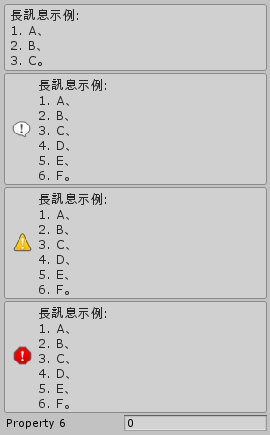 長訊息示例:
1. A、
2. B、
3. C。
長訊息示例:
1. A、
2. B、
3. C、
4. D、
5. E、
6. F。
長訊息示例:
1. A、
2. B、
3. C、
4. D、
5. E、
6. F。
長訊息示例:
1. A、
2. B、
3. C、
4. D、
5. E、
6. F。
Property 6 0